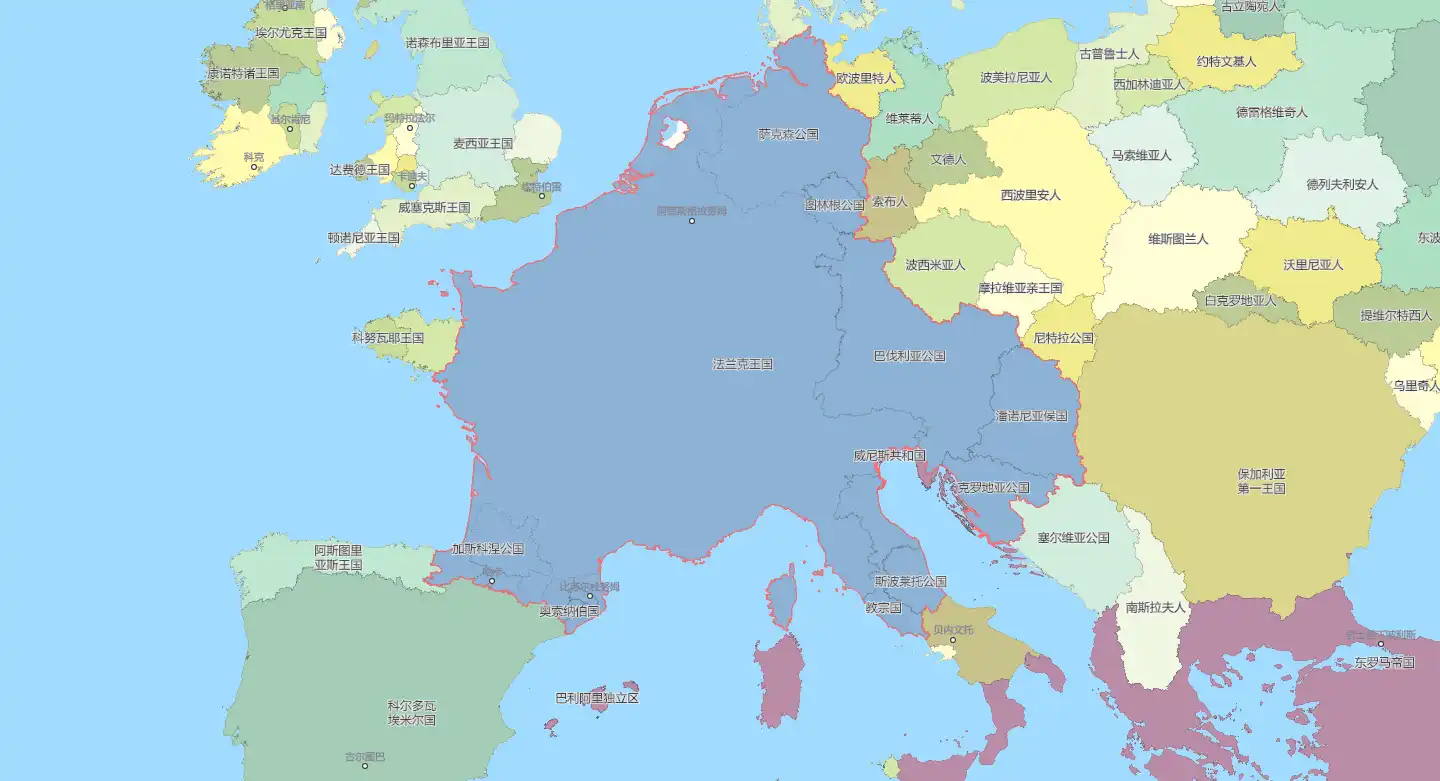 古立陶宛人
埃尔尤克王国
诺森布里亚王国
古普鲁士人
约特文基人
康诺特诸王国
欧波里特人
波美拉尼亚人
西加林迪亚人
德雷格维奇人
维莱蒂人
萨克森公国
麦西亚王国
马索维亚人
科克
达费德王国
卡迪夫
文德人
德列夫利安人
威塞克斯王国
图林根公国
索布人
西波里安人
顿诺尼亚王国
维斯图兰人
东波
波西米亚人
沃里尼亚人
摩拉维亚亲王国
白克罗地亚人
提维尔特西人
科努瓦耶王国
尼特拉公国
法兰克王国
巴伐利亚公国
乌里奇人
潘诺尼亚侯国
威尼斯共和国
克罗地亚公国
保加利亚
第一王国
塞尔维亚公国
加斯科涅公国
阿斯图里
亚斯王国
斯波莱托公国
奥索纳伯国
教宗国
南斯拉夫人
贝内文托
东罗马帝国
巴利阿里独立区
科尔多瓦
埃米尔国